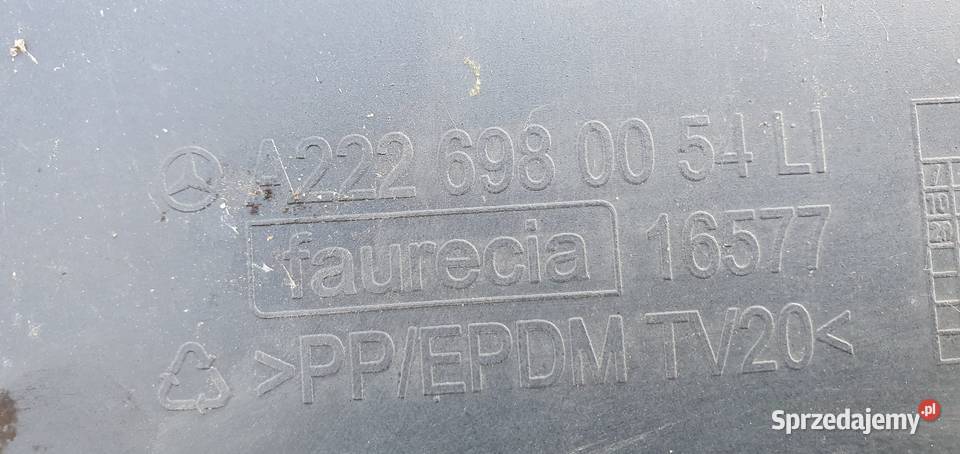 A222 698 00 54 LI
faurecia 16577
>PP/EPDM TV20<
Sprzedajemy.pl